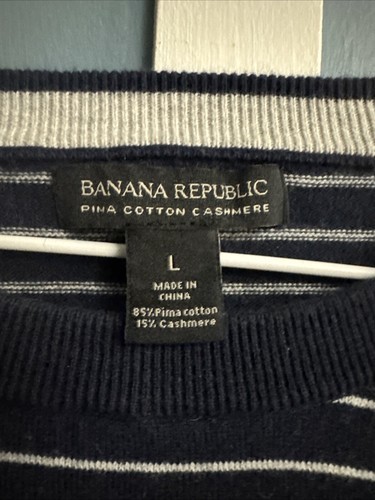 BANANA REPUBLIC
PIMA COTTON CASHMERE
L
MADE IN
CHINA
85% Pima cotton
15% Cashmere